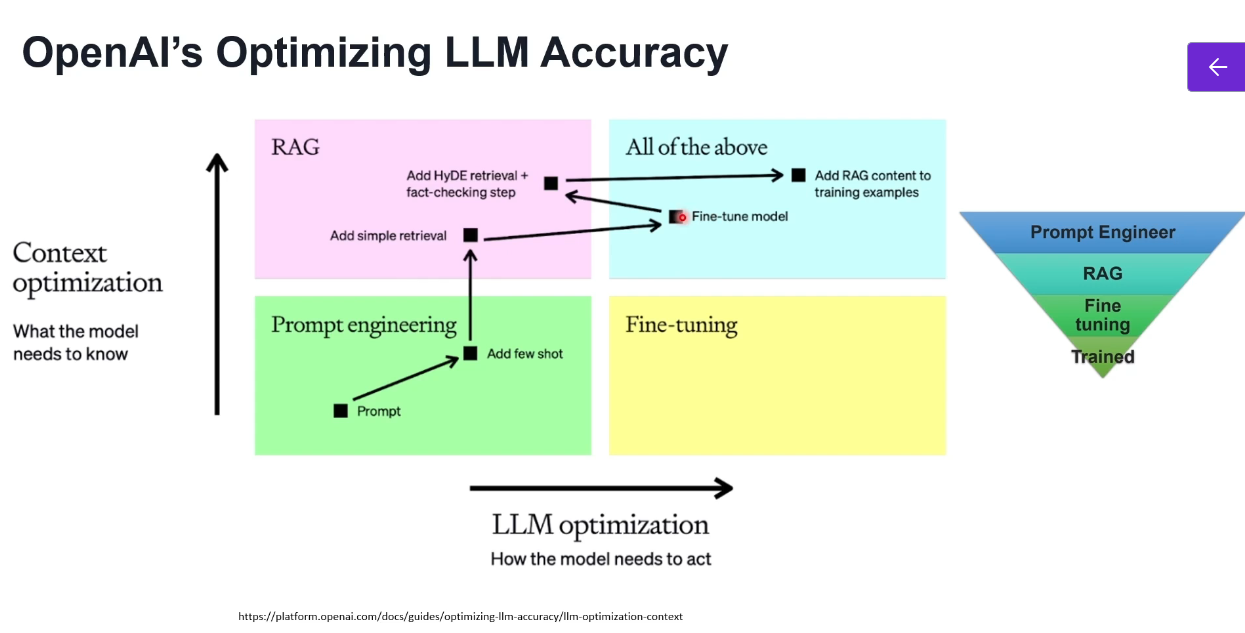 OpenAI's Optimizing LLM Accuracy
RAG
All of the above
Add HyDE retrieval +
fact-checking step
Add RAG content to
training examples
Add simple retrieval
Fine-tune model
Context
optimization
What the model
needs to know
Prompt engineering
Add few shot
Prompt
Fine-tuning
Prompt Engineer
RAG
Fine
tuning
Trained
LLM optimization
How the model needs to act
https://platform.openai.com/docs/guides/optimizing-llm-accuracy/llm-optimization-context